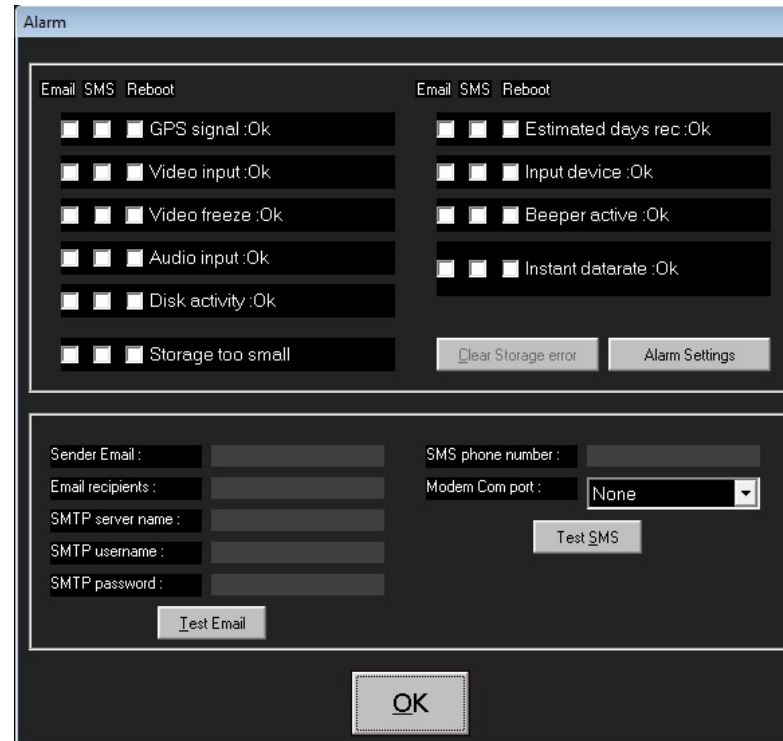 Alarm
Email SMS Reboot
GPS signal :Ok
Video input :Ok
Video freeze :Ok
Audio input :Ok
Disk activity :Ok
Storage too small
Email SMS Reboot
Estimated days rec :Ok
Input device :Ok
Beeper active :Ok
Instant datarate :Ok
Clear Storage error
Alarm Settings
Sender Email :
Email recipients :
SMTP server name :
SMTP username :
SMTP password :
Test Email
SMS phone number :
Modem Com port : None
Test SMS
OK